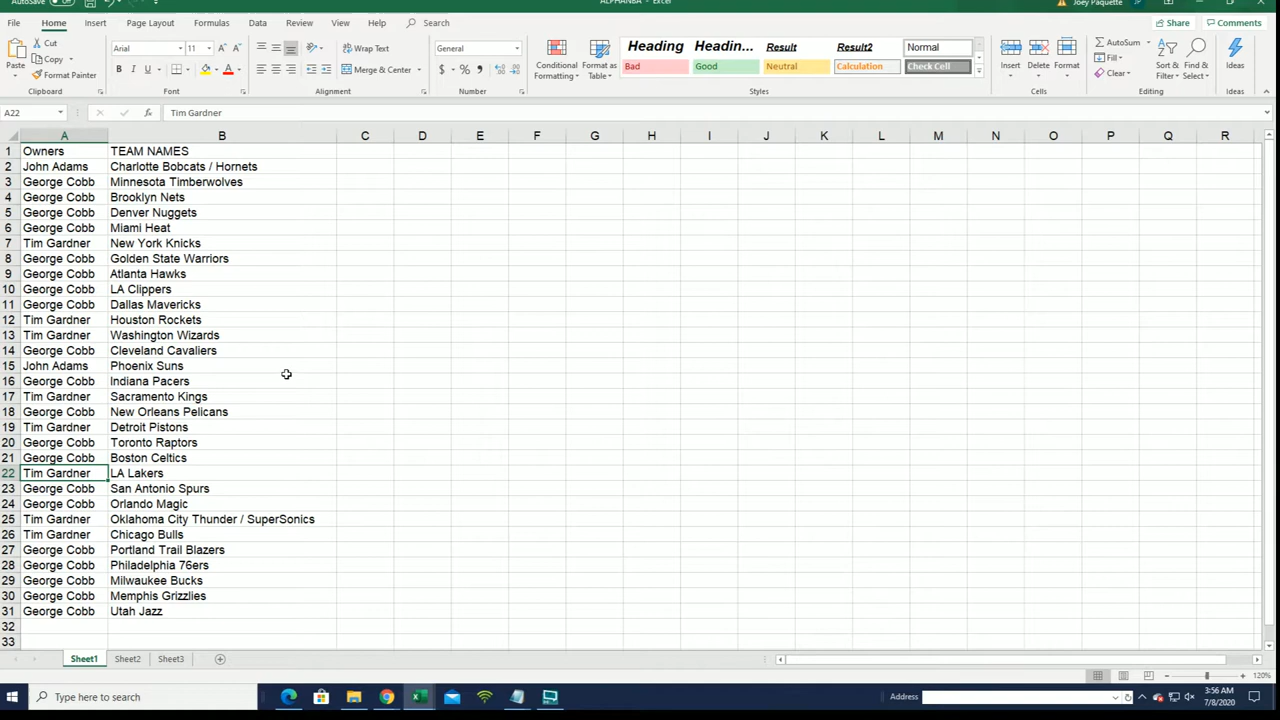 AutoSave Off ALPHANBA - Excel Joey Paquette JP
File Home Insert Page Layout Formulas Data Review View Help Search Share Comments
Paste Cut Copy Format Painter Clipboard
Arial 11 A A B I U A Font
Wrap Text Merge & Center Alignment
General $ % , Number
Conditional Formatting Format as Table
Heading Headin... Result Result2 Normal
Bad Good Neutral Calculation Check Cell
Styles
Insert Delete Format Cells
AutoSum Fill Clear Sort & Filter Find & Select Editing
Ideas Ideas
A22 fx Tim Gardner
A B C D E F G H I J K L M N O P Q R
1 Owners TEAM NAMES
2 John Adams Charlotte Bobcats / Hornets
3 George Cobb Minnesota Timberwolves
4 George Cobb Brooklyn Nets
5 George Cobb Denver Nuggets
6 George Cobb Miami Heat
7 Tim Gardner New York Knicks
8 George Cobb Golden State Warriors
9 George Cobb Atlanta Hawks
10 George Cobb LA Clippers
11 George Cobb Dallas Mavericks
12 Tim Gardner Houston Rockets
13 Tim Gardner Washington Wizards
14 George Cobb Cleveland Cavaliers
15 John Adams Phoenix Suns
16 George Cobb Indiana Pacers
17 Tim Gardner Sacramento Kings
18 George Cobb New Orleans Pelicans
19 Tim Gardner Detroit Pistons
20 George Cobb Toronto Raptors
21 George Cobb Boston Celtics
22 Tim Gardner LA Lakers
23 George Cobb San Antonio Spurs
24 George Cobb Orlando Magic
25 Tim Gardner Oklahoma City Thunder / SuperSonics
26 Tim Gardner Chicago Bulls
27 George Cobb Portland Trail Blazers
28 George Cobb Philadelphia 76ers
29 George Cobb Milwaukee Bucks
30 George Cobb Memphis Grizzlies
31 George Cobb Utah Jazz
32
33
Sheet1 Sheet2 Sheet3
120%
Type here to search Address 3:56 AM
7/8/2020